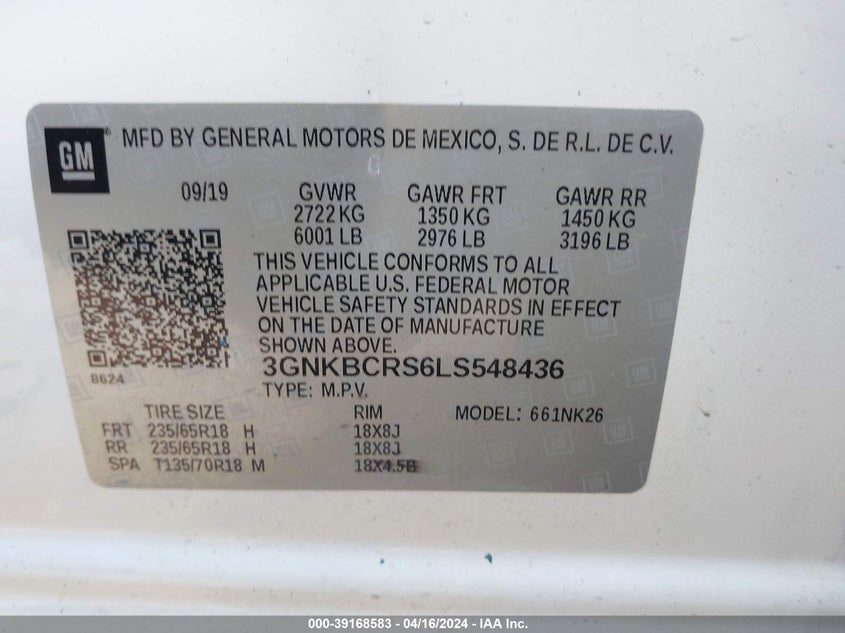 GM ® MFD BY GENERAL MOTORS DE MEXICO, S. DE R.L. DE C.V.
09/19 GVWR GAWR FRT GAWR RR
2722 KG 1350 KG 1450 KG
6001 LB 2976 LB 3196 LB
THIS VEHICLE CONFORMS TO ALL
APPLICABLE U.S. FEDERAL MOTOR
VEHICLE SAFETY STANDARDS IN EFFECT
ON THE DATE OF MANUFACTURE
SHOWN ABOVE.
8624 3GNKBCRS6LS548436
TYPE: M.P.V.
TIRE SIZE RIM MODEL: 661NK26
FRT 235/65R18 H 18X8J
RR 235/65R18 H 18X8J
SPA T135/70R18 M 18X4.5B
000-39168583 - 04/16/2024 - IAA Inc.